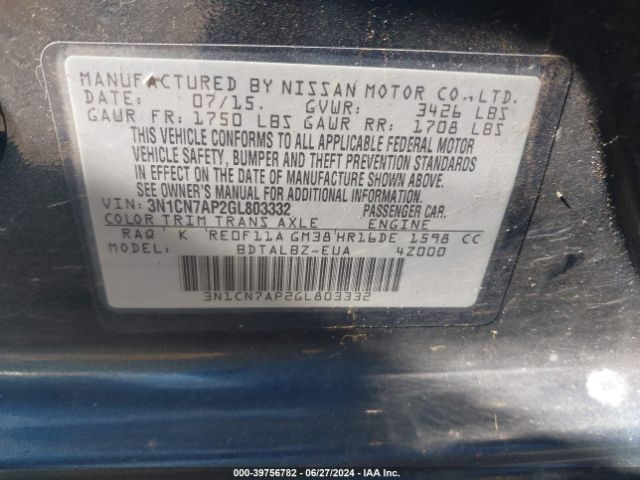 MANUFACTURED BY NISSAN MOTOR CO., LTD.
DATE: 07/15. GVWR: 3426 LBS
GAWR FR: 1750 LBS GAWR RR: 1708 LBS
THIS VEHICLE CONFORMS TO ALL APPLICABLE FEDERAL MOTOR
VEHICLE SAFETY, BUMPER AND THEFT PREVENTION STANDARDS
IN EFFECT ON THE DATE OF MANUFACTURE SHOWN ABOVE.
SEE OWNER'S MANUAL FOR ADDITIONAL INFORMATION.
VIN: 3N1CN7AP2GL803332 PASSENGER CAR.
COLOR TRIM TRANS AXLE ENGINE
RAQ 'K 'RE0F11A GM38'HR16DE 1598 CC
MODEL: BDTALBZ-EUA 4Z000
3N1CN7AP2GL803332
000-39756782 | 06/27/2024 | IAA Inc.